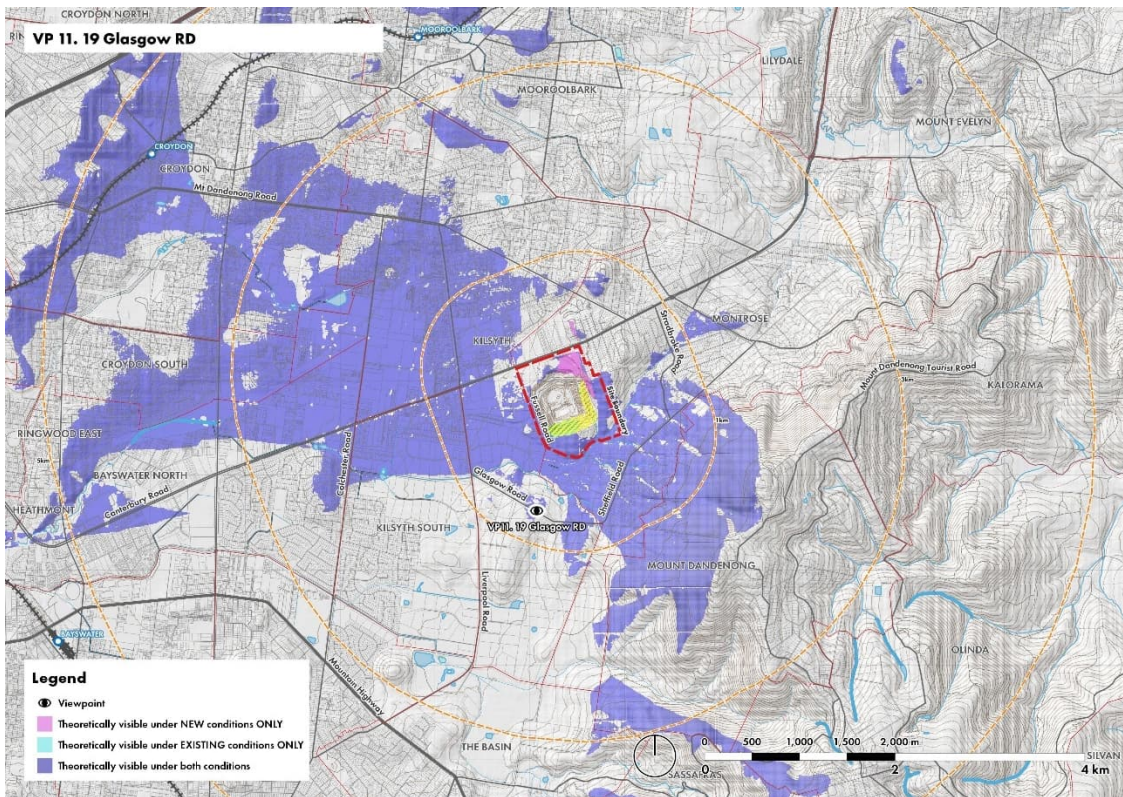 CROYDON NORTH
VP 11. 19 Glasgow RD
MOOROOLBARK
LILYDALE
MOOROOLBARK
MOUNT EVELYN
CROYDON
CROYDON
Mt Dandenong Road
Stradbroke Road
MONTROSE
KILSYTH
CROYDON SOUTH
Mount Dandenong Tourist Road
3km
KALORAMA
Fussell Road
Site Boundary
1km
RINGWOOD EAST
5km
BAYSWATER NORTH
Colchester Road
Glasgow Road
Sheffield Road
Canterbury Road
HEATHMONT
KILSYTH SOUTH
VP11. 19 Glasgow RD
MOUNT DANDENONG
Liverpool Road
BAYSWATER
OLINDA
Mountain Highway
Legend
Viewpoint
Theoretically visible under NEW conditions ONLY
Theoretically visible under EXISTING conditions ONLY
Theoretically visible under both conditions
THE BASIN
SASSAFRAS
0 500 1,000 1,500 2,000 m
SILVAN
0 2 4 km